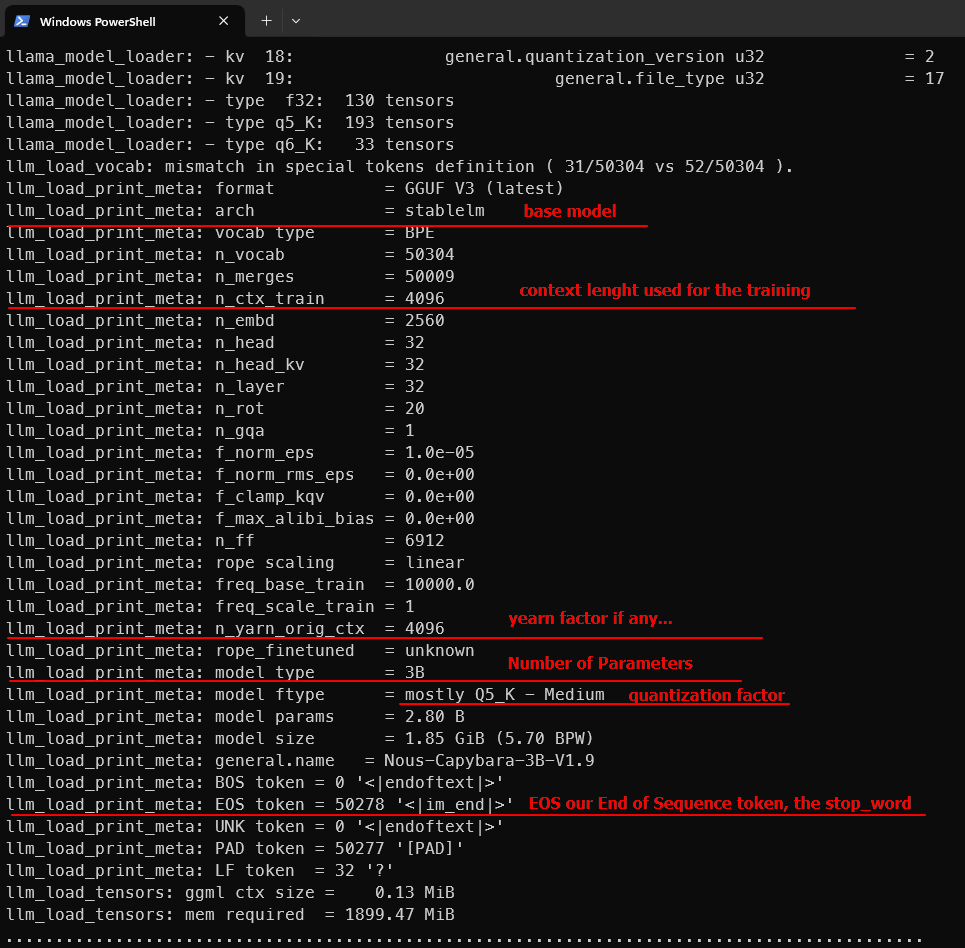 Windows PowerShell
llama_model_loader: - kv  18:               general.quantization_version u32              = 2
llama_model_loader: - kv  19:                          general.file_type u32              = 17
llama_model_loader: - type  f32:  130 tensors
llama_model_loader: - type q5_K:  193 tensors
llama_model_loader: - type q6_K:   33 tensors
llm_load_vocab: mismatch in special tokens definition ( 31/50304 vs 52/50304 ).
llm_load_print_meta: format           = GGUF V3 (latest)
llm_load_print_meta: arch             = stablelm base model
llm_load_print_meta: vocab type       = BPE
llm_load_print_meta: n_vocab          = 50304
llm_load_print_meta: n_merges         = 50009
context lenght used for the training
llm_load_print_meta: n_ctx_train      = 4096
llm_load_print_meta: n_embd           = 2560
llm_load_print_meta: n_head           = 32
llm_load_print_meta: n_head_kv        = 32
llm_load_print_meta: n_layer          = 32
llm_load_print_meta: n_rot            = 20
llm_load_print_meta: n_gqa            = 1
llm_load_print_meta: f_norm_eps       = 1.0e-05
llm_load_print_meta: f_norm_rms_eps   = 0.0e+00
llm_load_print_meta: f_clamp_kqv      = 0.0e+00
llm_load_print_meta: f_max_alibi_bias = 0.0e+00
llm_load_print_meta: n_ff             = 6912
llm_load_print_meta: rope scaling     = linear
llm_load_print_meta: freq_base_train  = 10000.0
llm_load_print_meta: freq_scale_train = 1
yearn factor if any...
llm_load_print_meta: n_yarn_orig_ctx  = 4096
llm_load_print_meta: rope_finetuned   = unknown
Number of Parameters
llm_load_print_meta: model type       = 3B
llm_load_print_meta: model ftype      = mostly Q5_K - Medium quantization factor
llm_load_print_meta: model params     = 2.80 B
llm_load_print_meta: model size       = 1.85 GiB (5.70 BPW)
llm_load_print_meta: general.name   = Nous-Capybara-3B-V1.9
llm_load_print_meta: BOS token = 0 '<|endoftext|>'
llm_load_print_meta: EOS token = 50278 '<|im_end|>' EOS our End of Sequence token, the stop_word
llm_load_print_meta: UNK token = 0 '<|endoftext|>'
llm_load_print_meta: PAD token = 50277 '[PAD]'
llm_load_print_meta: LF token  = 32 '?'
llm_load_tensors: ggml ctx size =    0.13 MiB
llm_load_tensors: mem required  = 1899.47 MiB
.............................................................................................